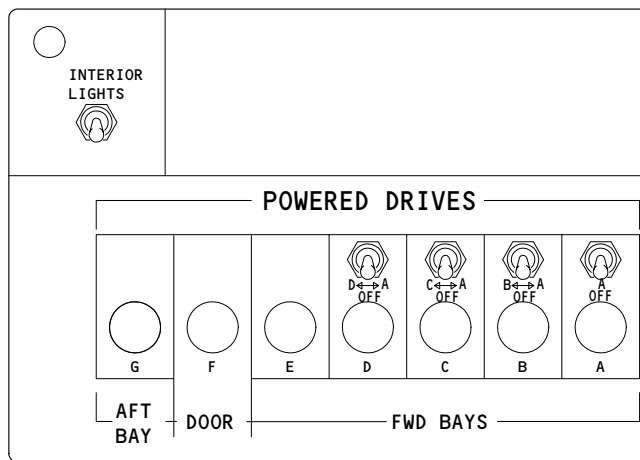 INTERIOR
LIGHTS
POWERED DRIVES
D↔A
OFF
C↔A
OFF
B↔A
OFF
A
OFF
G F E D C B A
AFT
BAY
DOOR
FWD BAYS